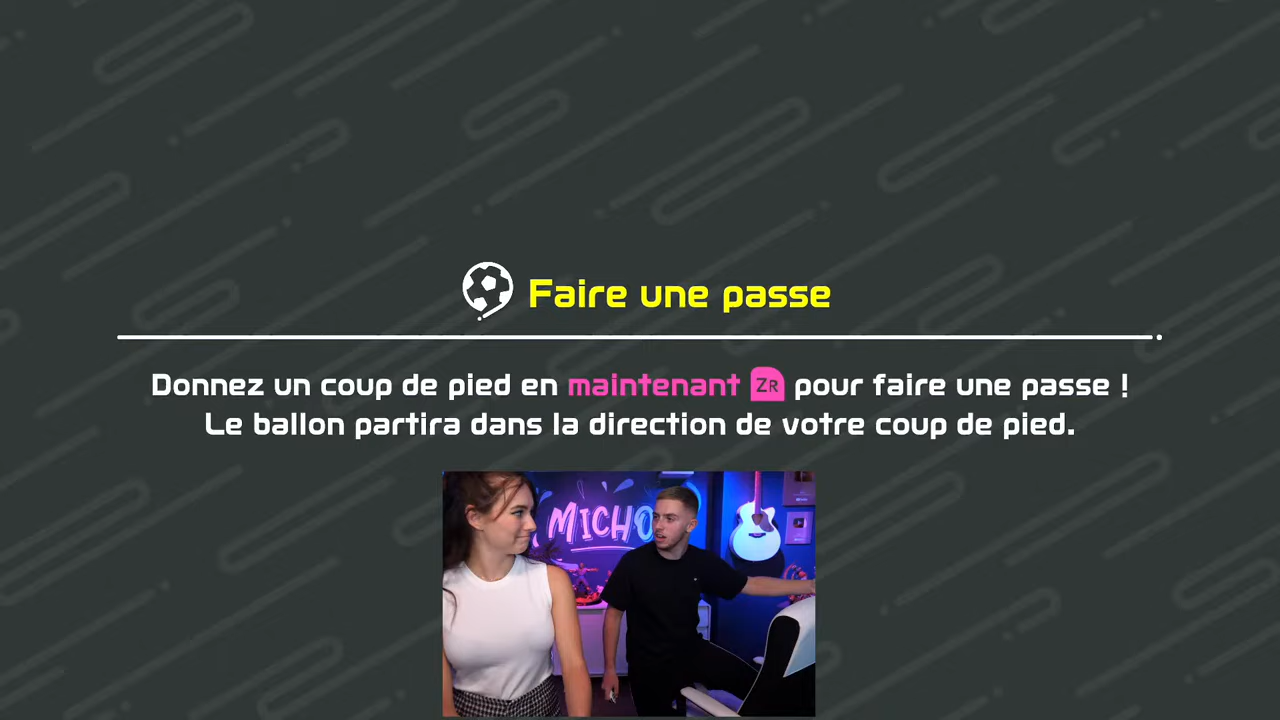 Faire une passe
Donnez un coup de pied en maintenant ZR pour faire une passe !
Le ballon partira dans la direction de votre coup de pied.
MICHO